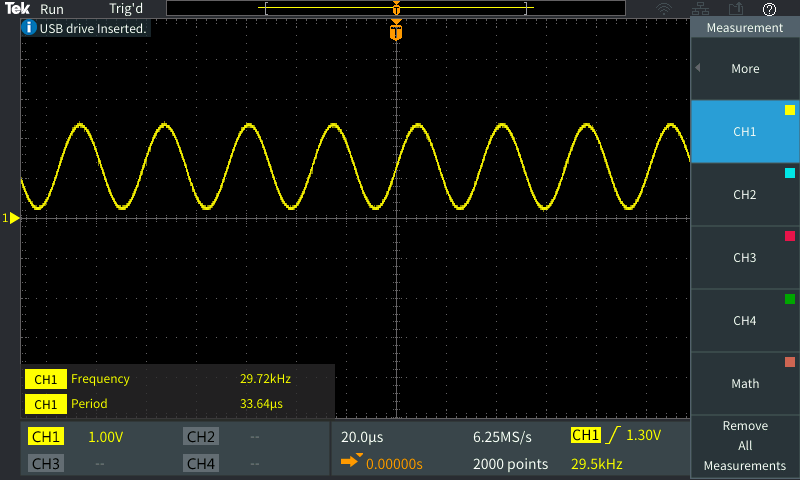 Tek Run Trig'd T ?
i USB drive Inserted. T Measurement
More
CH1
CH2
CH3
CH4
Math
Remove
All
Measurements
1
CH1 Frequency 29.72kHz
CH1 Period 33.64µs
CH1 1.00V CH2 -- 20.0µs 6.25MS/s CH1 1.30V
CH3 -- CH4 -- 0.00000s 2000 points 29.5kHz